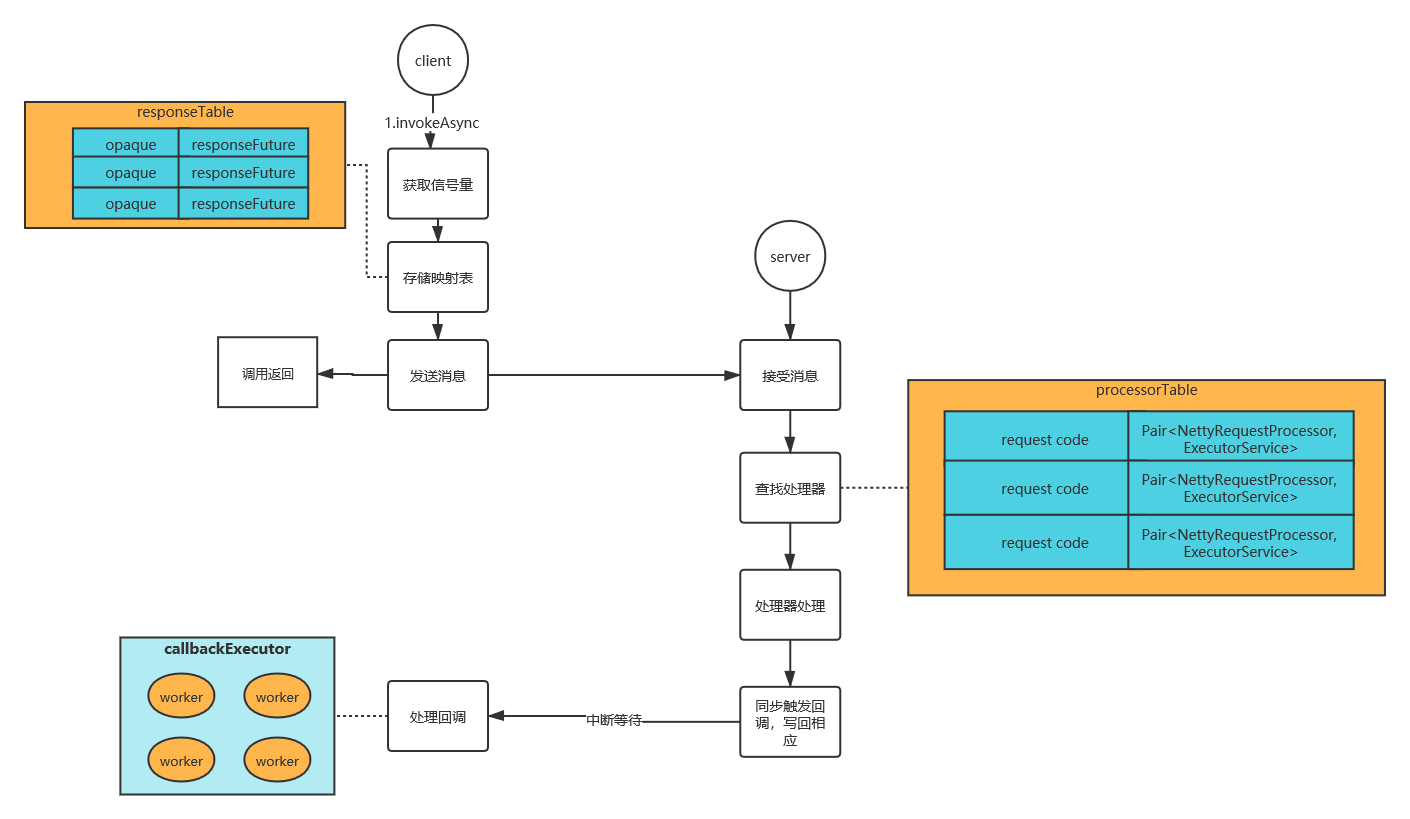 client
1.invokeAsync
responseTable
opaque
responseFuture
opaque
responseFuture
opaque
responseFuture
获取信号量
存储映射表
发送消息
调用返回
server
接受消息
查找处理器
处理器处理
同步触发回
调，写回相
应
processorTable
request code
Pair<NettyRequestProcessor,
ExecutorService>
request code
Pair<NettyRequestProcessor,
ExecutorService>
request code
Pair<NettyRequestProcessor,
ExecutorService>
中断等待
处理回调
callbackExecutor
worker
worker
worker
worker